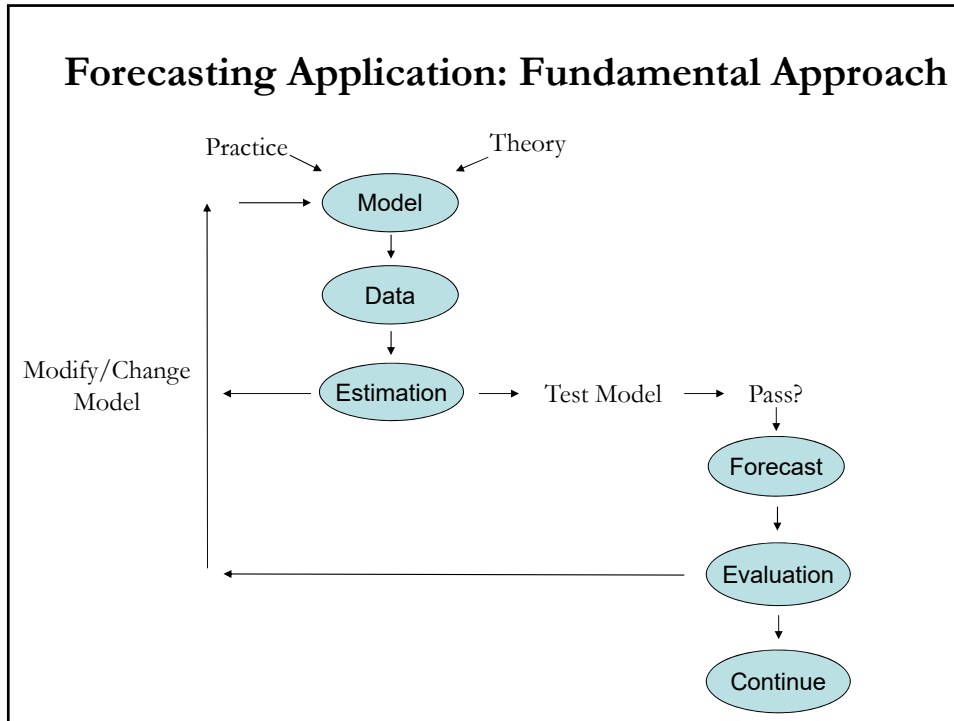 Forecasting Application: Fundamental Approach
Practice
Theory
Model
Data
Modify/Change
Model
Estimation
Test Model
Pass?
Forecast
Evaluation
Continue